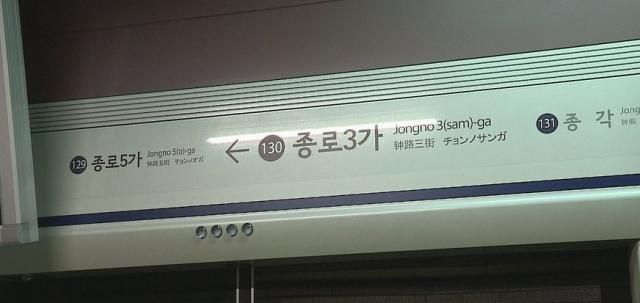 129 종로5가 Jongno 5(o)-ga
钟路五街 チョンノオガ
← 130 종로3가 Jongno 3(sam)-ga
钟路三街 チョンノサンガ
131 종 각